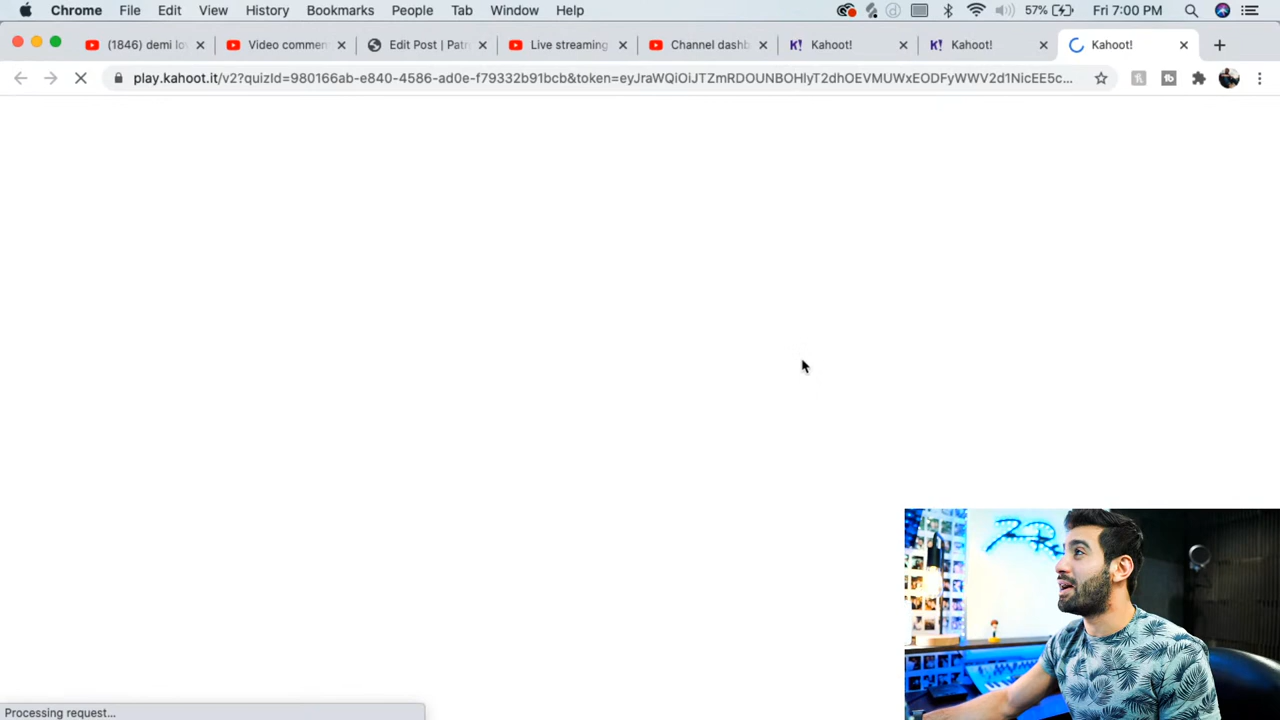 Chrome File Edit View History Bookmarks People Tab Window Help 57% Fri 7:00 PM
(1846) demi lov Video commen Edit Post | Patr Live streaming Channel dashb Kahoot! Kahoot! Kahoot!
play.kahoot.it/v2?quizId=980166ab-e840-4586-ad0e-f79332b91bcb&token=eyJraWQiOiJTZmRDOUNBOHlyT2dhOEVMUWxEODFyWWV2d1NicEE5c...
Processing request...